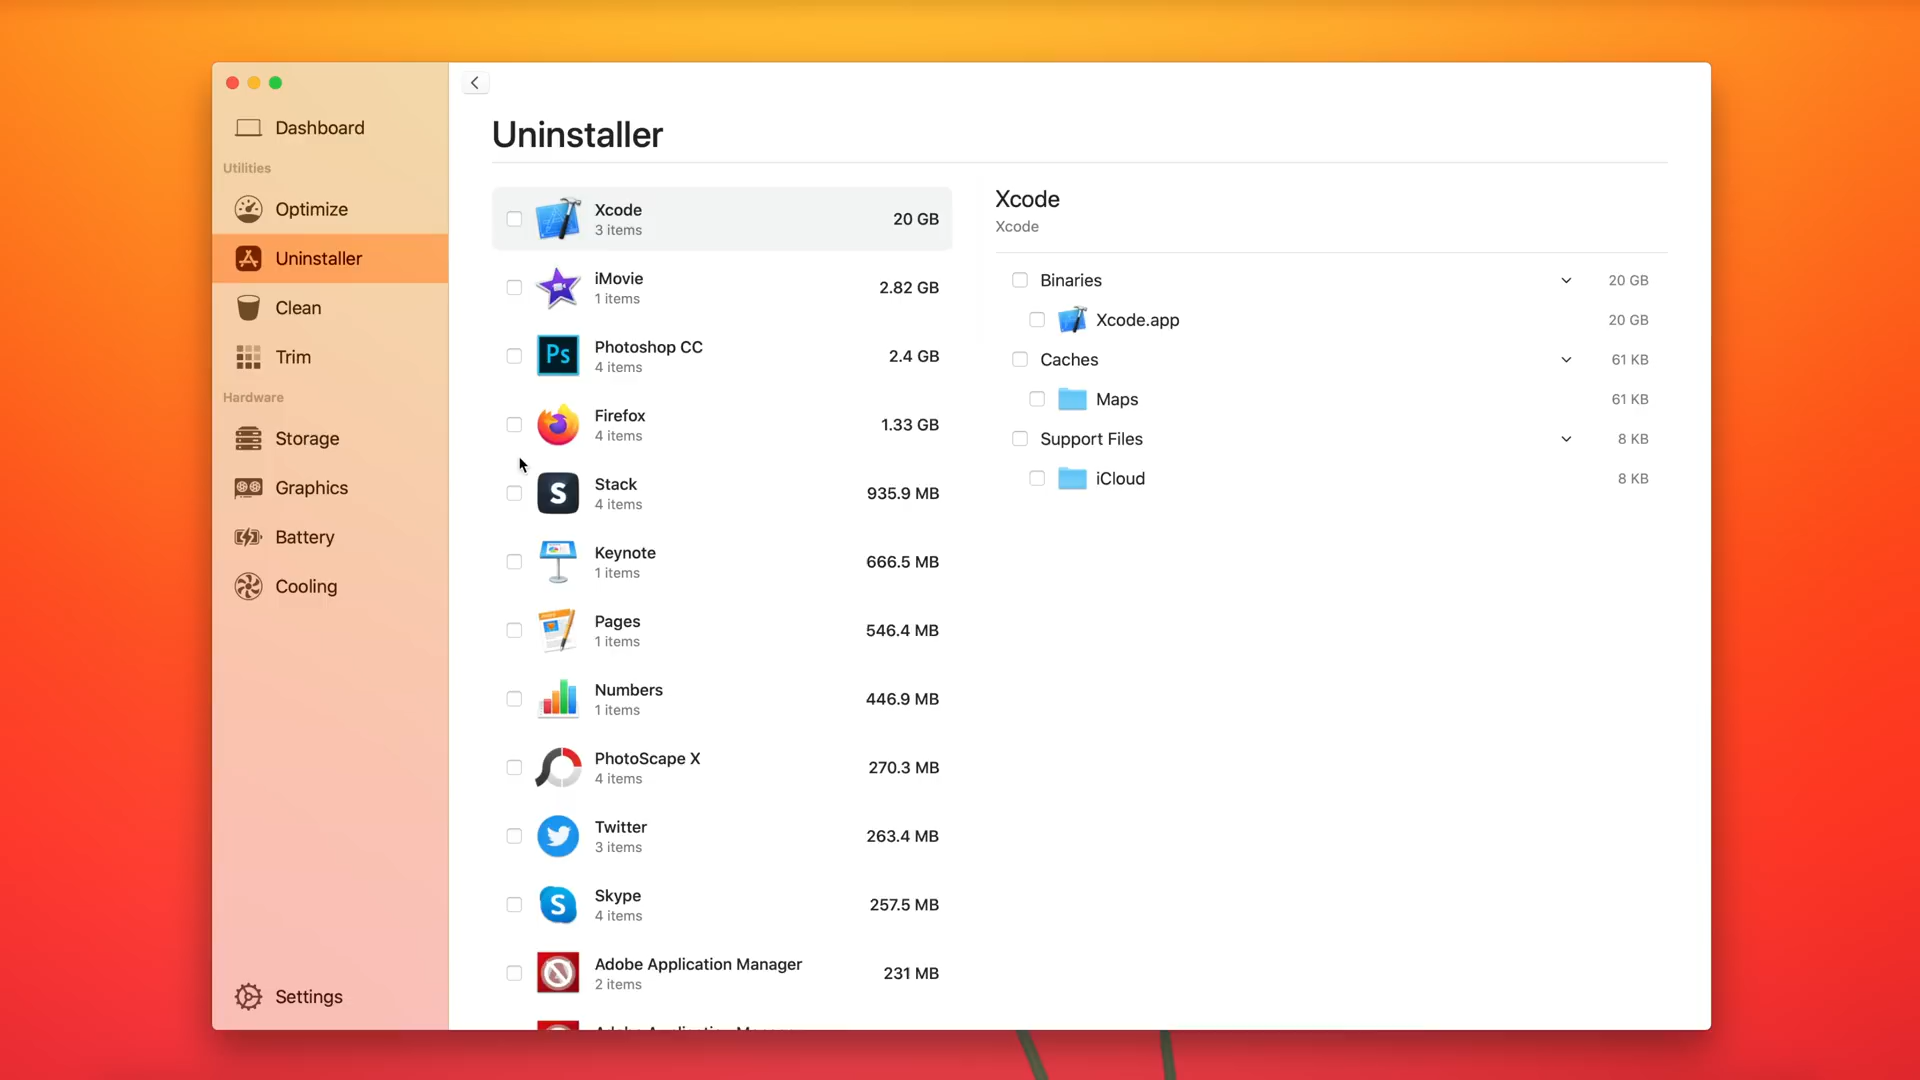 Dashboard
Utilities
Optimize
Uninstaller
Clean
Trim
Hardware
Storage
Graphics
Battery
Cooling
Settings
Uninstaller
Xcode
3 items
20 GB
iMovie
1 items
2.82 GB
Ps
Photoshop CC
4 items
2.4 GB
Firefox
4 items
1.33 GB
S
Stack
4 items
935.9 MB
Keynote
1 items
666.5 MB
Pages
1 items
546.4 MB
Numbers
1 items
446.9 MB
PhotoScape X
4 items
270.3 MB
Twitter
3 items
263.4 MB
S
Skype
4 items
257.5 MB
Adobe Application Manager
2 items
231 MB
Xcode
Xcode
Binaries
20 GB
Xcode.app
20 GB
Caches
61 KB
Maps
61 KB
Support Files
8 KB
iCloud
8 KB